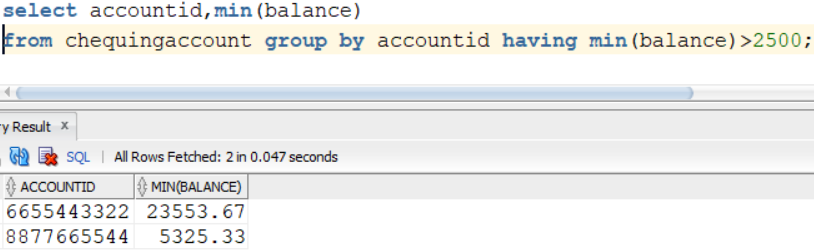 select accountid,min(balance)
from chequingaccount group by accountid having min(balance)>2500;
ry Result x
SQL | All Rows Fetched: 2 in 0.047 seconds
ACCOUNTID MIN(BALANCE)
6655443322 23553.67
8877665544 5325.33